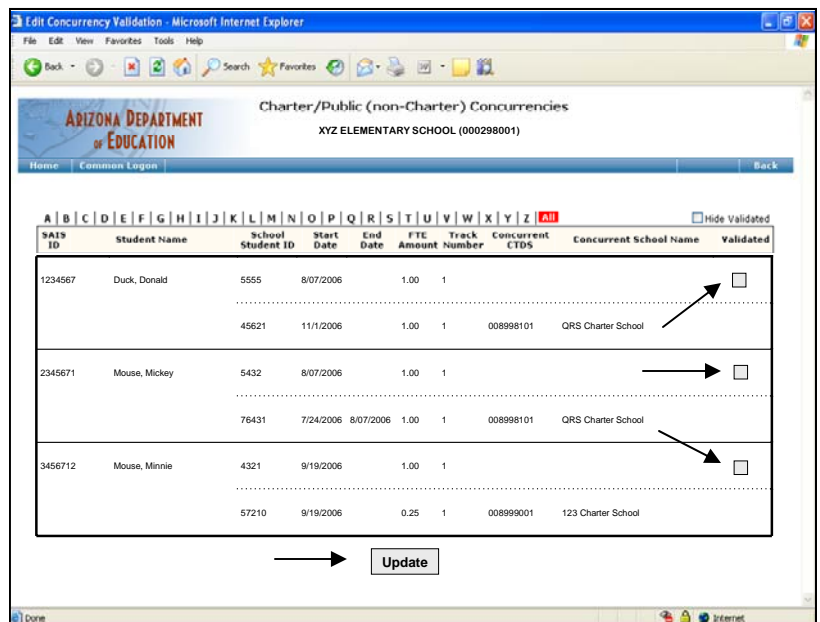 Edit Concurrency Validation - Microsoft Internet Explorer
File Edit View Favorites Tools Help
Back Search Favorites
Charter/Public (non-Charter) Concurrencies
ARIZONA DEPARTMENT
OF EDUCATION
XYZ ELEMENTARY SCHOOL (000298001)
Home Common Logon Back
A | B | C | D | E | F | G | H | I | J | K | L | M | N | O | P | Q | R | S | T | U | V | W | X | Y | Z | All Hide Validated
SAIS ID Student Name School Student ID Start Date End Date FTE Amount Track Number Concurrent CTDS Concurrent School Name Validated
1234567 Duck, Donald 5555 8/07/2006 1.00 1
45621 11/1/2006 1.00 1 008998101 QRS Charter School
2345671 Mouse, Mickey 5432 8/07/2006 1.00 1
76431 7/24/2006 8/07/2006 1.00 1 008998101 QRS Charter School
3456712 Mouse, Minnie 4321 9/19/2006 1.00 1
57210 9/19/2006 0.25 1 008999001 123 Charter School
Update
Done Internet